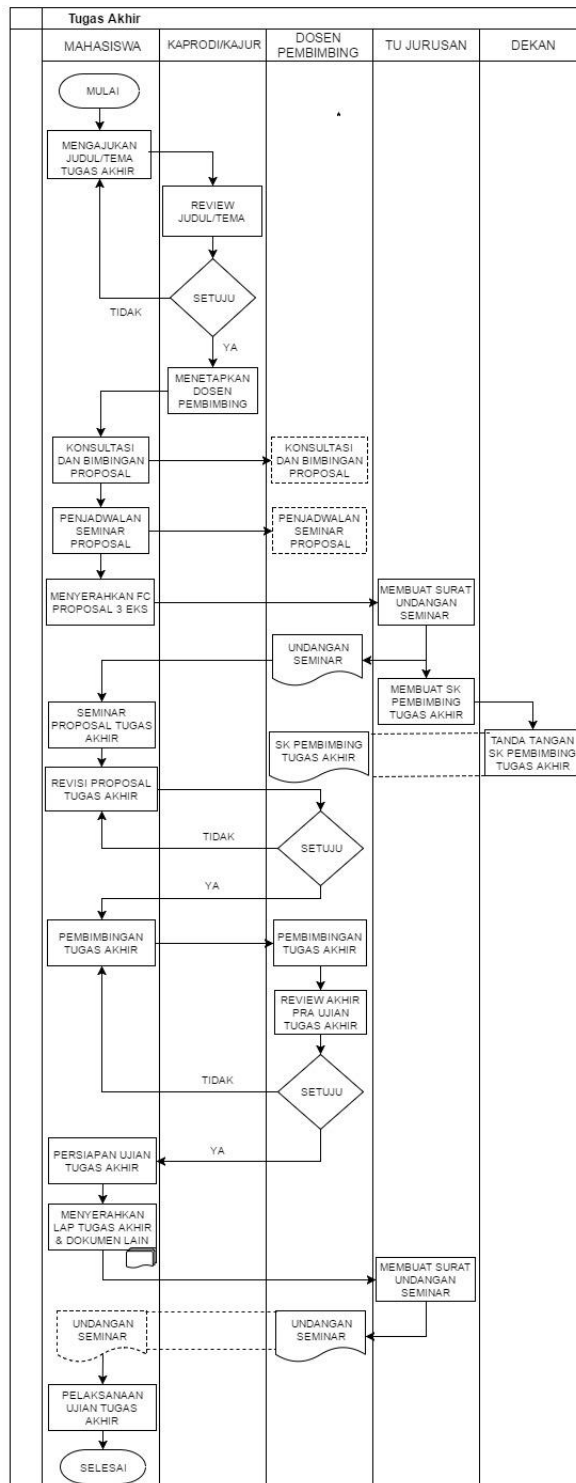 Tugas Akhir
MAHASISWA
KAPRODI/KAJUR
DOSEN
PEMBIMBING
TU JURUSAN
DEKAN
MULAI
MENGAJUKAN
JUDUL/TEMA
TUGAS AKHIR
REVIEW
JUDUL/TEMA
SETUJU
TIDAK
YA
MENETAPKAN
DOSEN
PEMBIMBING
KONSULTASI
DAN BIMBINGAN
PROPOSAL
KONSULTASI
DAN BIMBINGAN
PROPOSAL
PENJADWALAN
SEMINAR
PROPOSAL
PENJADWALAN
SEMINAR
PROPOSAL
MENYERAHKAN FC
PROPOSAL 3 EKS
MEMBUAT SURAT
UNDANGAN
SEMINAR
UNDANGAN
SEMINAR
MEMBUAT SK
PEMBIMBING
TUGAS AKHIR
SEMINAR
PROPOSAL TUGAS
AKHIR
SK PEMBIMBING
TUGAS AKHIR
TANDA TANGAN
SK PEMBIMBING
TUGAS AKHIR
REVISI PROPOSAL
TUGAS AKHIR
TIDAK
SETUJU
YA
PEMBIMBINGAN
TUGAS AKHIR
PEMBIMBINGAN
TUGAS AKHIR
REVIEW AKHIR
PRA UJIAN
TUGAS AKHIR
TIDAK
SETUJU
YA
PERSIAPAN UJIAN
TUGAS AKHIR
MENYERAHKAN
LAP TUGAS AKHIR
& DOKUMEN LAIN
MEMBUAT SURAT
UNDANGAN
SEMINAR
UNDANGAN
SEMINAR
UNDANGAN
SEMINAR
PELAKSANAAN
UJIAN TUGAS
AKHIR
SELESAI